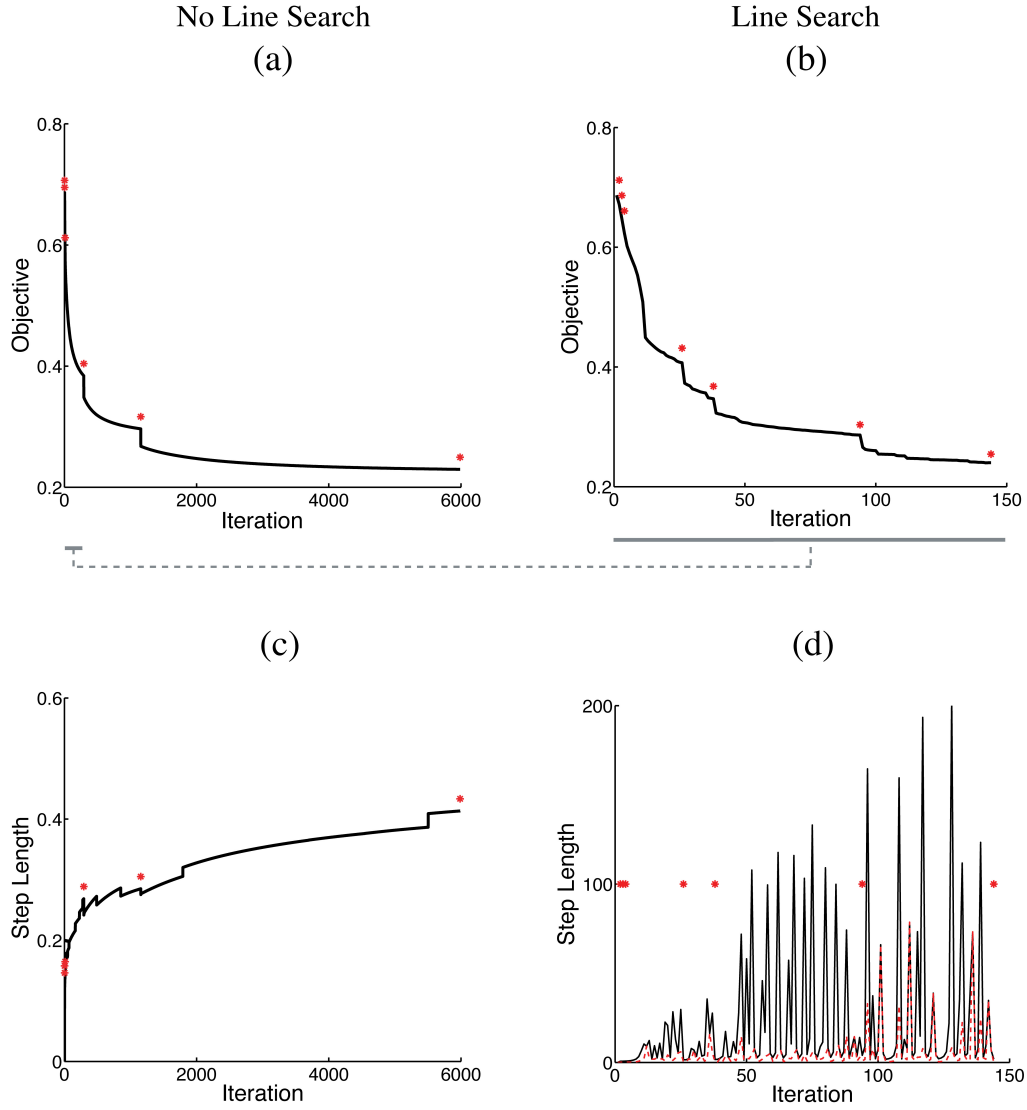 No Line Search
Line Search
(a)
(b)
0.8
0.6
0.4
0.2
Objective
0
2000
4000
6000
Iteration
0.8
0.6
0.4
0.2
Objective
0
50
100
150
Iteration
(c)
(d)
0.6
0.4
0.2
0
Step Length
0
2000
4000
6000
Iteration
200
100
0
Step Length
0
50
100
150
Iteration